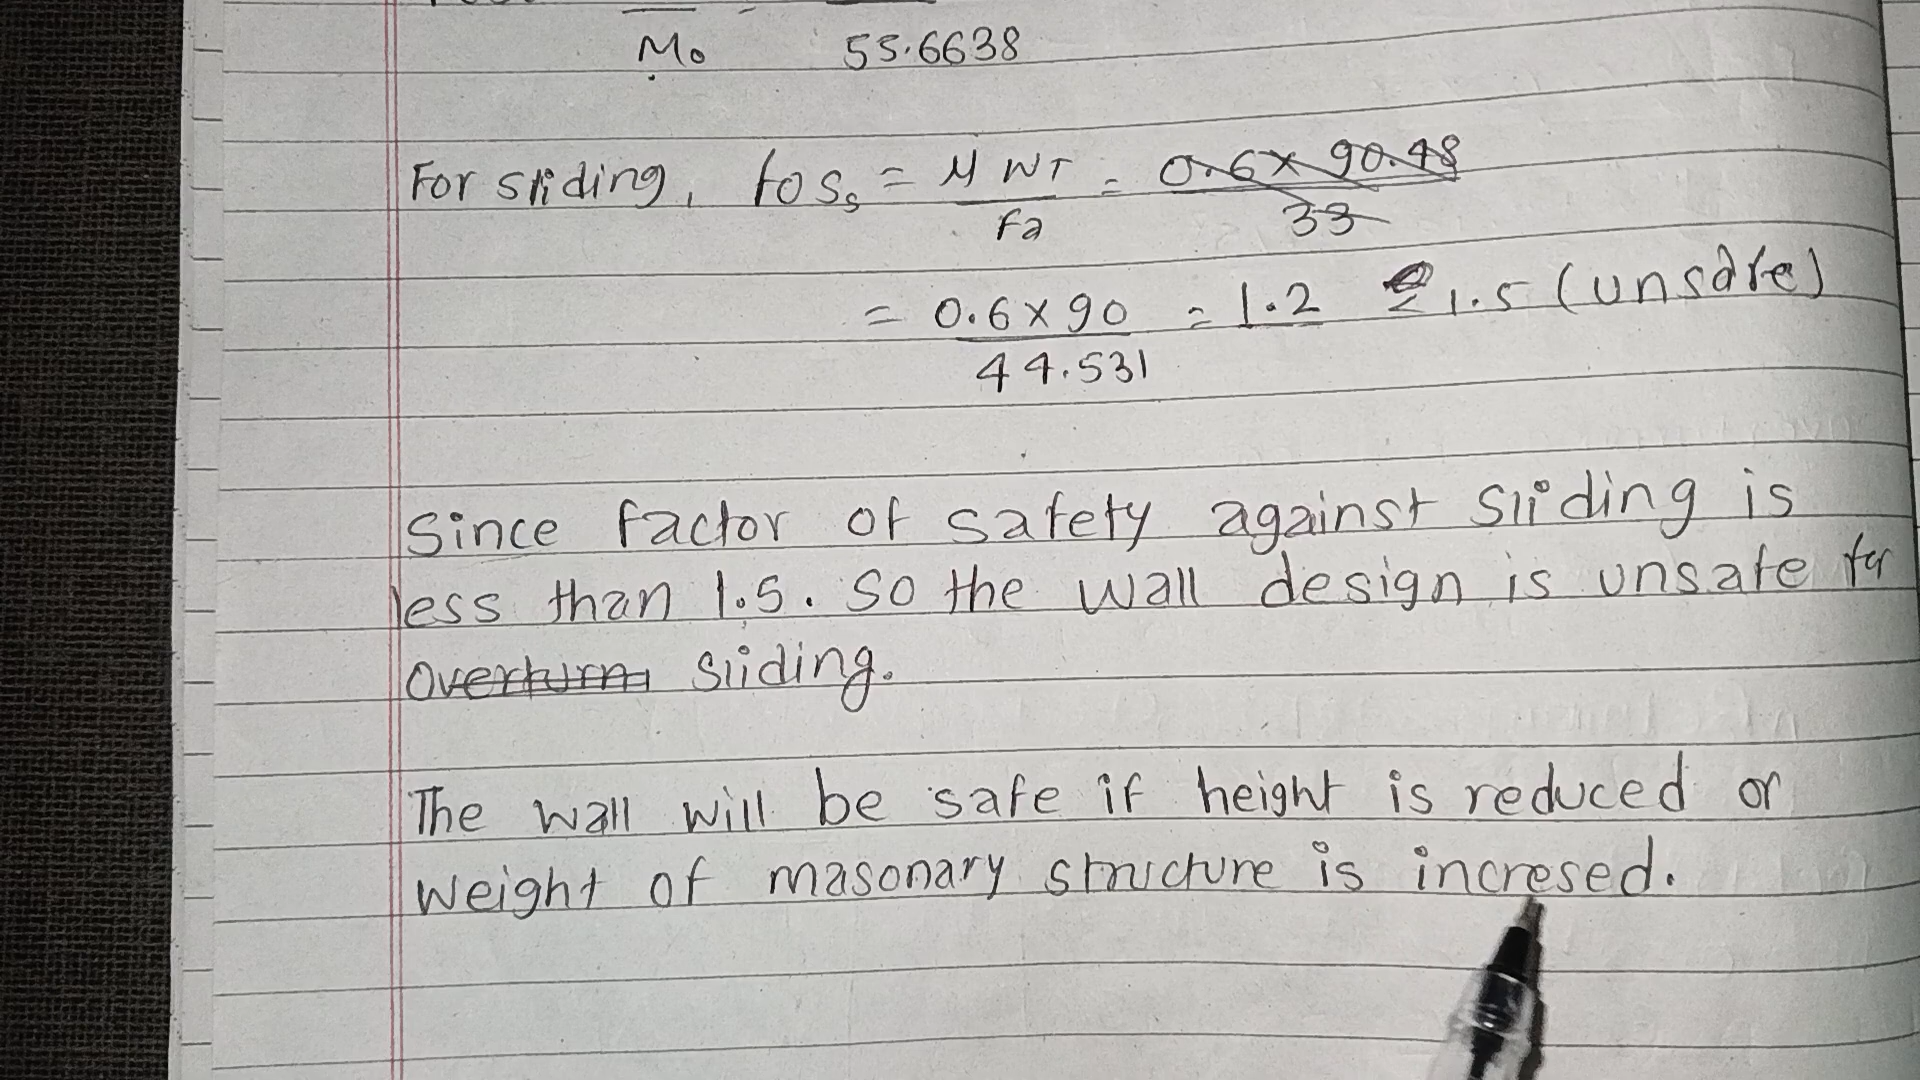 Mo 55.6638
For sliding, fos_s = μ WT / Fa = 0.6 x 90.48 / 33
= 0.6 x 90 / 44.531 = 1.2 ≤ 1.5 (unsafe)
Since factor of safety against sliding is
less than 1.5. So the wall design is unsafe for
overturn sliding.
The wall will be safe if height is reduced or
weight of masonary structure is incresed.